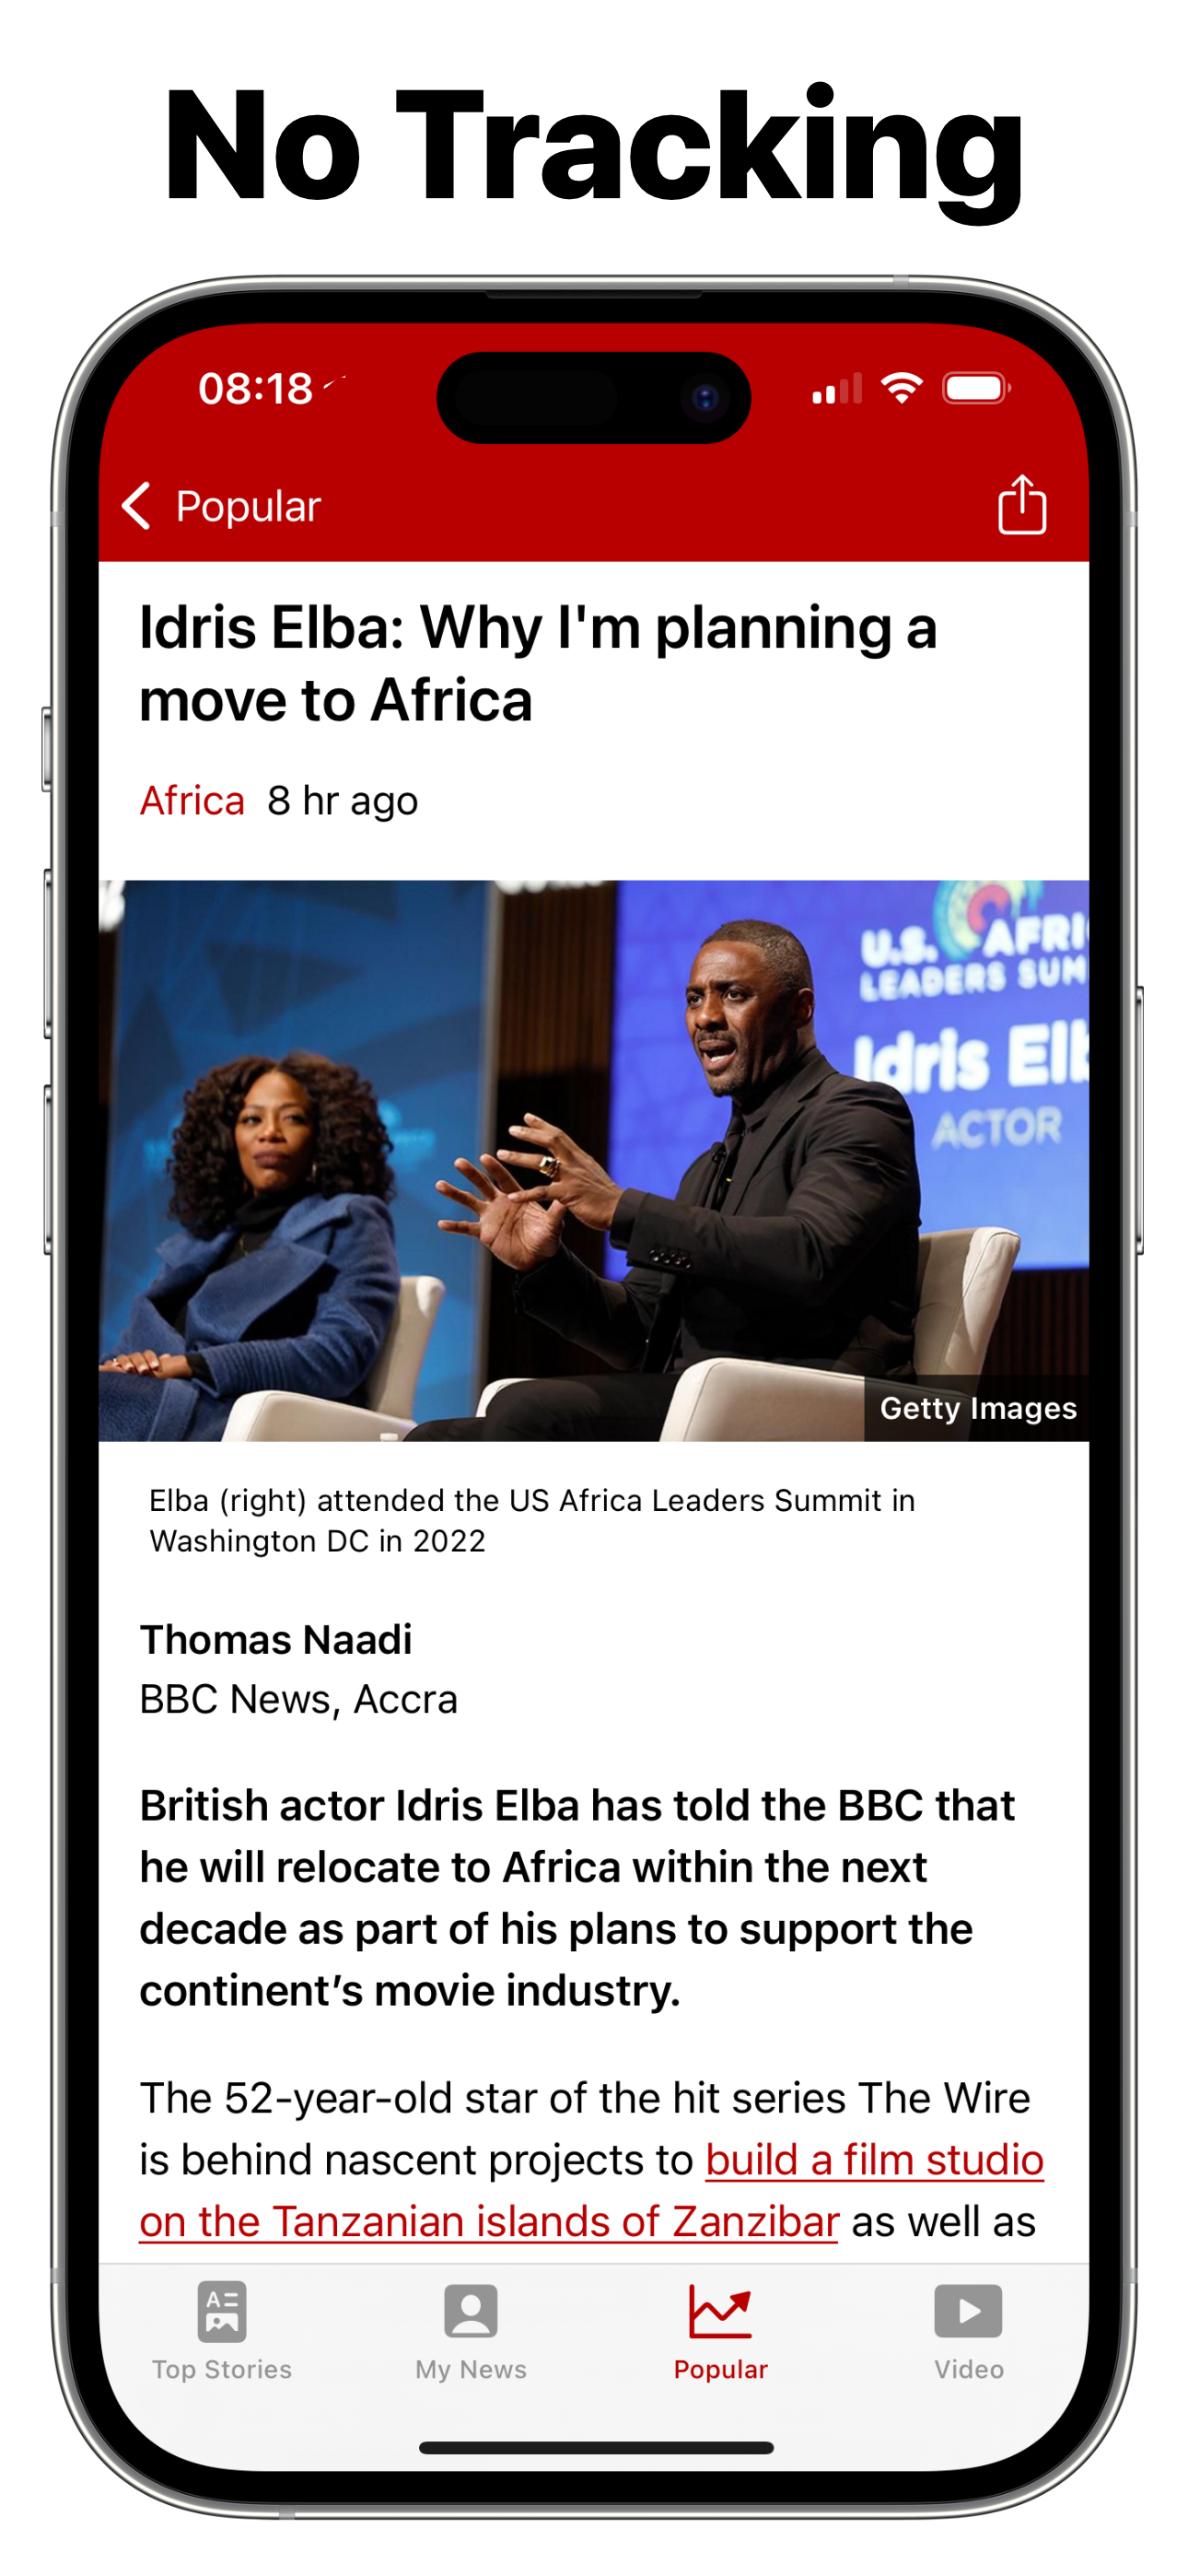 No Tracking
08:18
Popular
Idris Elba: Why I'm planning a
move to Africa
Africa 8 hr ago
U.S. AFRI
LEADERS SUM
Idris Elb
ACTOR
Getty Images
Elba (right) attended the US Africa Leaders Summit in
Washington DC in 2022
Thomas Naadi
BBC News, Accra
British actor Idris Elba has told the BBC that
he will relocate to Africa within the next
decade as part of his plans to support the
continent’s movie industry.
The 52-year-old star of the hit series The Wire
is behind nascent projects to build a film studio
on the Tanzanian islands of Zanzibar as well as
Top Stories
My News
Popular
Video